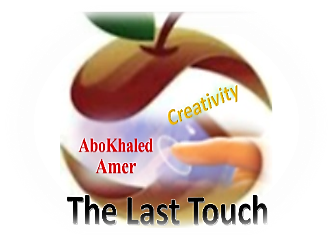 Creativity
AboKhaled
Amer
The Last Touch